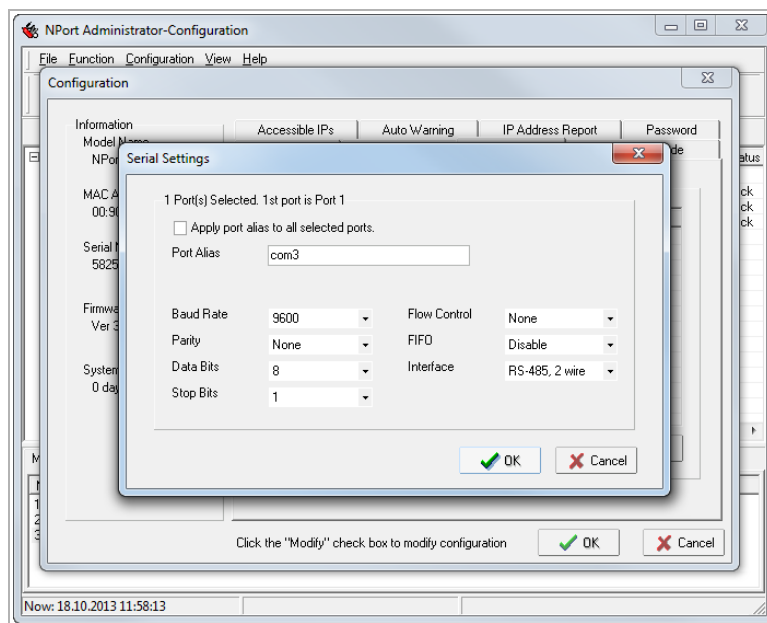 NPort Administrator-Configuration
File Function Configuration View Help
Configuration
Information
Accessible IPs
Auto Warning
IP Address Report
Password
Serial Settings
1 Port(s) Selected. 1st port is Port 1
Apply port alias to all selected ports.
Port Alias
com3
Baud Rate
9600
Flow Control
None
Parity
None
FIFO
Disable
Data Bits
8
Interface
RS-485, 2 wire
Stop Bits
1
OK
Cancel
Click the "Modify" check box to modify configuration
OK
Cancel
Now: 18.10.2013 11:58:13